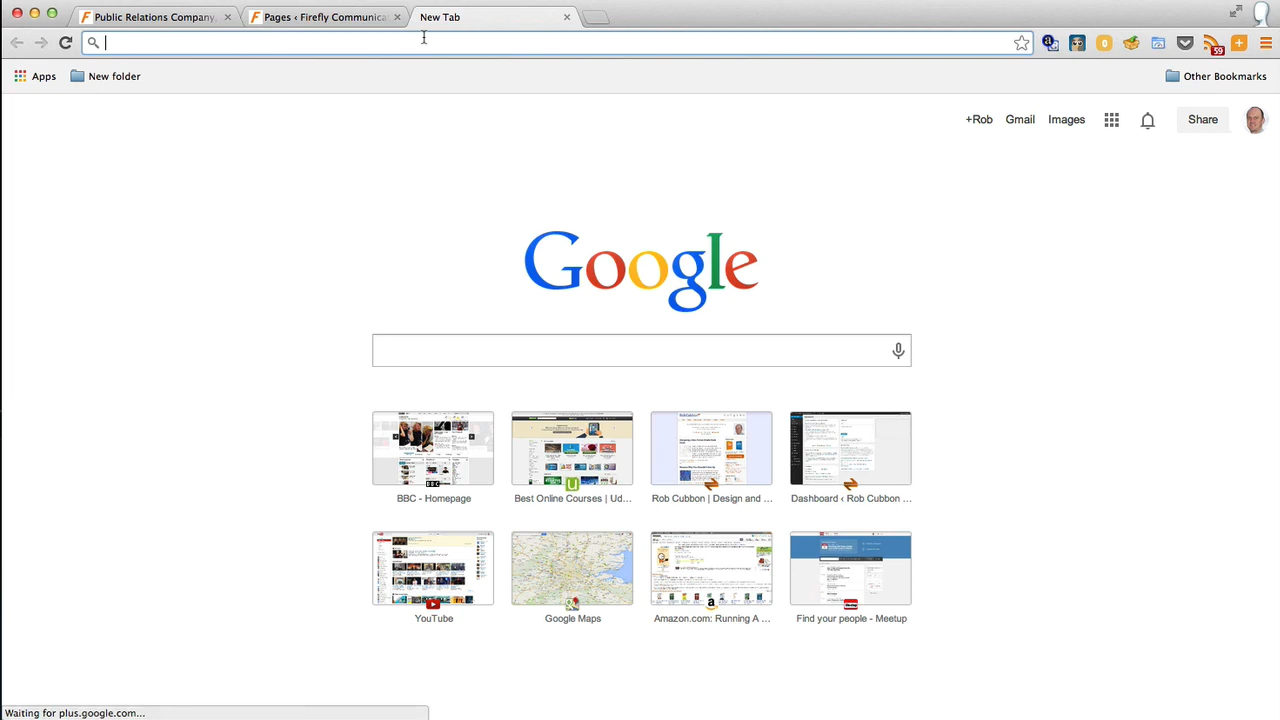 Public Relations Company,
Pages ‹ Firefly Communica
New Tab
59
Apps
New folder
Other Bookmarks
+Rob
Gmail
Images
Share
Google
BBC - Homepage
Best Online Courses | Ud...
Rob Cubbon | Design and ...
Dashboard ‹ Rob Cubbon ...
YouTube
Google Maps
Amazon.com: Running A ...
Find your people - Meetup
Waiting for plus.google.com...